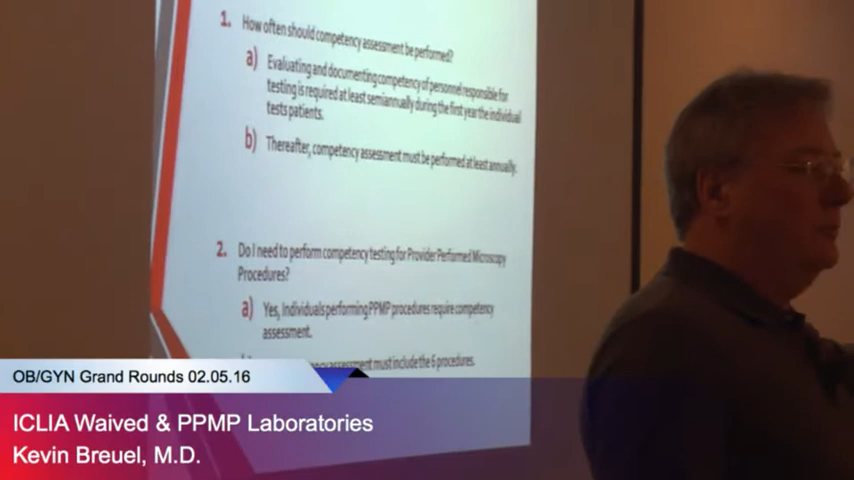 1. How often should competency assessment be performed?
a) Evaluating and documenting competency of personnel responsible for
testing is required at least semiannually during the first year the individual
tests patients.
b) Thereafter, competency assessment must be performed at least annually.
2. Do I need to perform competency testing for Provider Performed Microscopy
Procedures?
a) Yes, Individuals performing PPMP procedures require competency
assessment.
assessment must include the 6 procedures.
OB/GYN Grand Rounds 02.05.16
ICLIA Waived & PPMP Laboratories
Kevin Breuel, M.D.